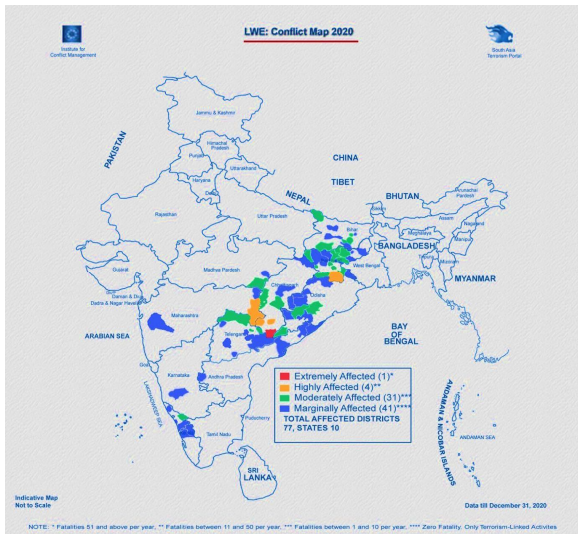 LWE: Conflict Map 2020
Institute for
Conflict Management
South Asia
Terrorism Portal
Jammu & Kashmir
PAKISTAN
Himachal
Pradesh
Punjab
Uttarakhand
Haryana
CHINA
TIBET
NEPAL
BHUTAN
Arunachal
Pradesh
Sikkim
Assam
Nagaland
Rajasthan
Uttar Pradesh
Bihar
Meghalaya
Manipur
BANGLADESH
Tripura
Mizoram
West Bengal
MYANMAR
Gujarat
Madhya Pradesh
Chhattisgarh
Odisha
Daman & Diu
Dadra & Nagar Haveli
Maharashtra
ARABIAN SEA
Telangana
BAY
OF
BENGAL
Goa
Karnataka
Andhra Pradesh
LAKSHADWEEP SEA
Puducherry
Tamil Nadu
ANDAMAN & NICOBAR ISLANDS
ANDAMAN SEA
SRI
LANKA
Extremely Affected (1)*
Highly Affected (4)**
Moderately Affected (31)***
Marginally Affected (41)****
TOTAL AFFECTED DISTRICTS
77, STATES 10
Indicative Map
Not to Scale
Data till December 31, 2020
NOTE: * Fatalities 51 and above per year, ** Fatalities between 11 and 50 per year, *** Fatalities between 1 and 10 per year, **** Zero Fatality. Only Terrorism-Linked Activites